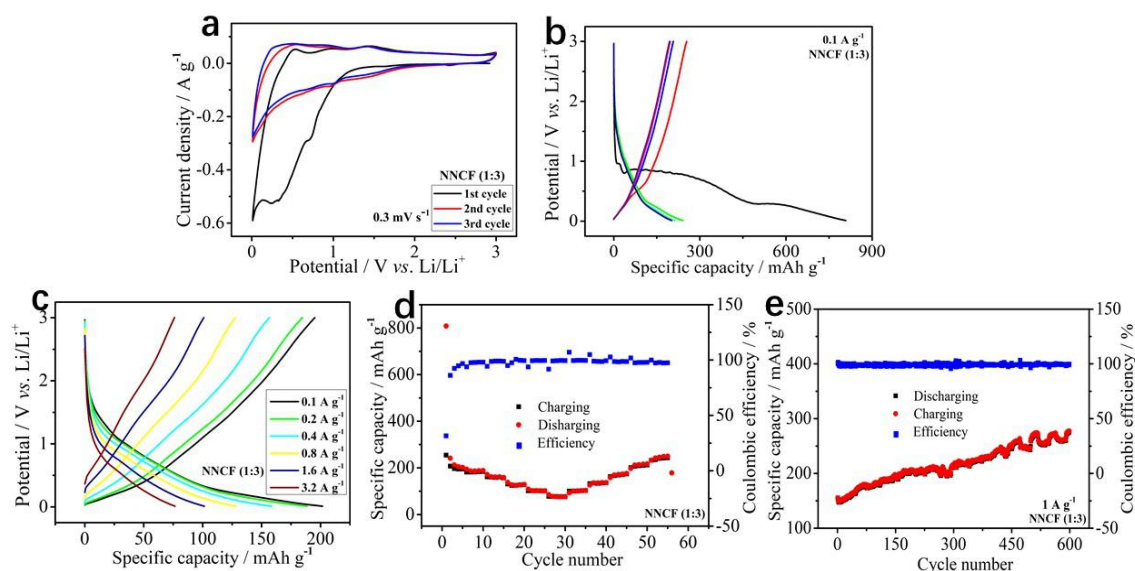 a
Current density / A g⁻¹
0.0
-0.2
-0.4
-0.6
NNCF (1:3)
1st cycle
2nd cycle
3rd cycle
0.3 mV s⁻¹
0 1 2 3
Potential / V vs. Li/Li⁺
b
Potential / V vs. Li/Li⁺
3
2
1
0
0.1 A g⁻¹
NNCF (1:3)
0 300 600 900
Specific capacity / mAh g⁻¹
c
Potential / V vs. Li/Li⁺
3
2
1
0
0.1 A g⁻¹
0.2 A g⁻¹
0.4 A g⁻¹
0.8 A g⁻¹
1.6 A g⁻¹
3.2 A g⁻¹
NNCF (1:3)
0 50 100 150 200
Specific capacity / mAh g⁻¹
d
Specific capacity / mAh g⁻¹
800
600
400
200
0
Charging
Disharging
Efficiency
NNCF (1:3)
150
100
50
0
-50
Coulombic efficiency / %
0 10 20 30 40 50 60
Cycle number
e
Specific capacity / mAh g⁻¹
500
400
300
250
200
150
100
Discharging
Charging
Efficiency
1 A g⁻¹
NNCF (1:3)
150
100
50
0
-50
Coulombic efficiency / %
0 150 300 450 600
Cycle number